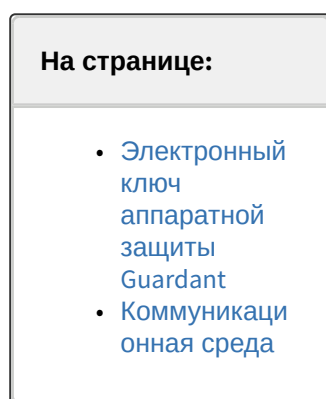 На странице:
• Электронный
ключ
аппаратной
защиты
Guardant
• Коммуникаци
онная среда